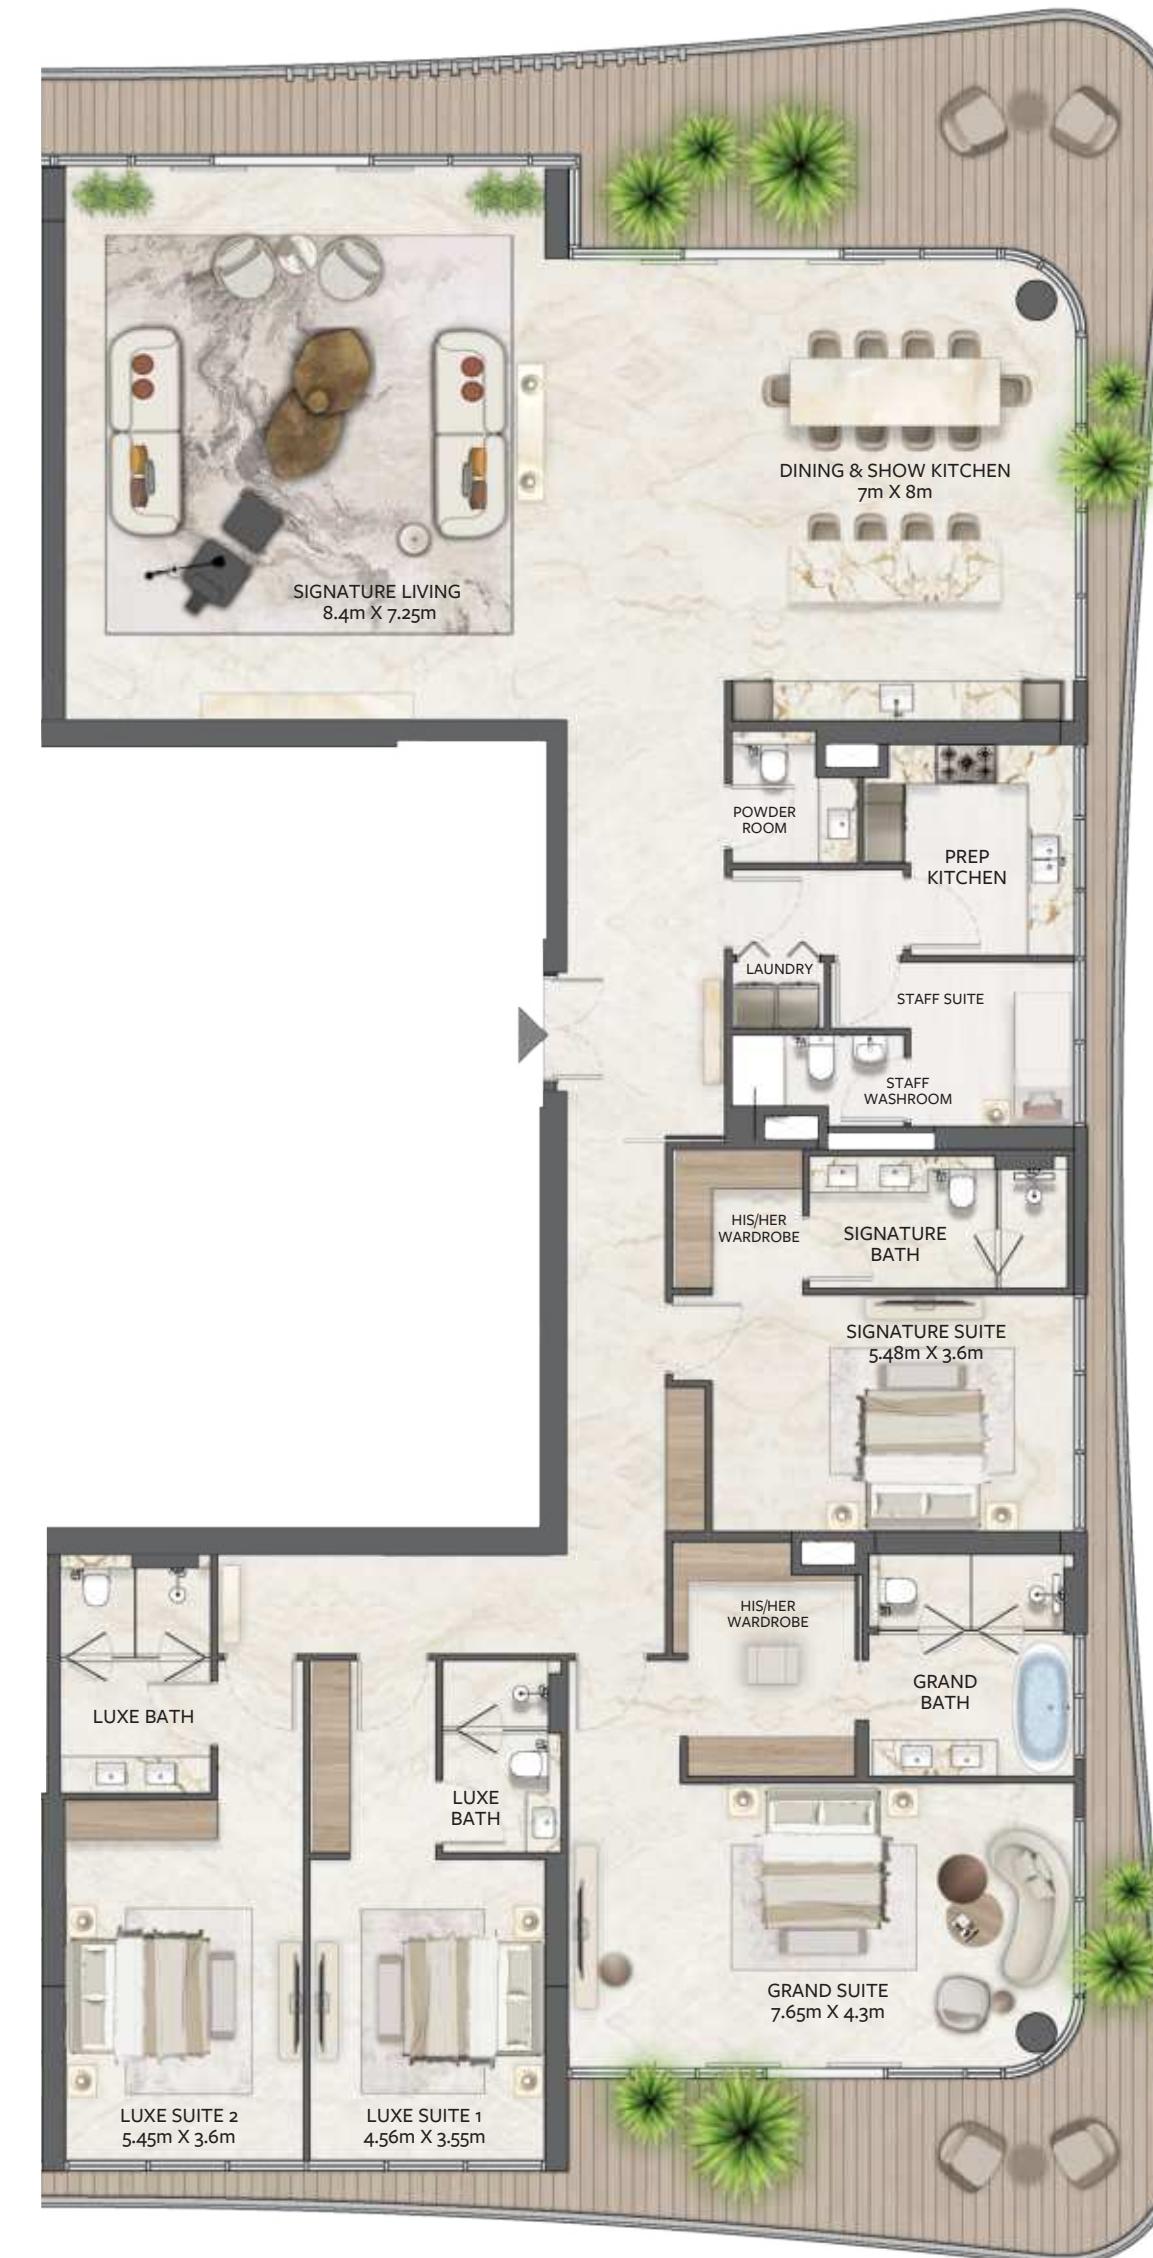 DINING & SHOW KITCHEN
7m X 8m
SIGNATURE LIVING
8.4m X 7.25m
POWDER
ROOM
PREP
KITCHEN
LAUNDRY
STAFF SUITE
STAFF
WASHROOM
HIS/HER
WARDROBE
SIGNATURE
BATH
SIGNATURE SUITE
5.48m X 3.6m
HIS/HER
WARDROBE
GRAND
BATH
LUXE BATH
LUXE
BATH
GRAND SUITE
7.65m X 4.3m
LUXE SUITE 2
5.45m X 3.6m
LUXE SUITE 1
4.56m X 3.55m